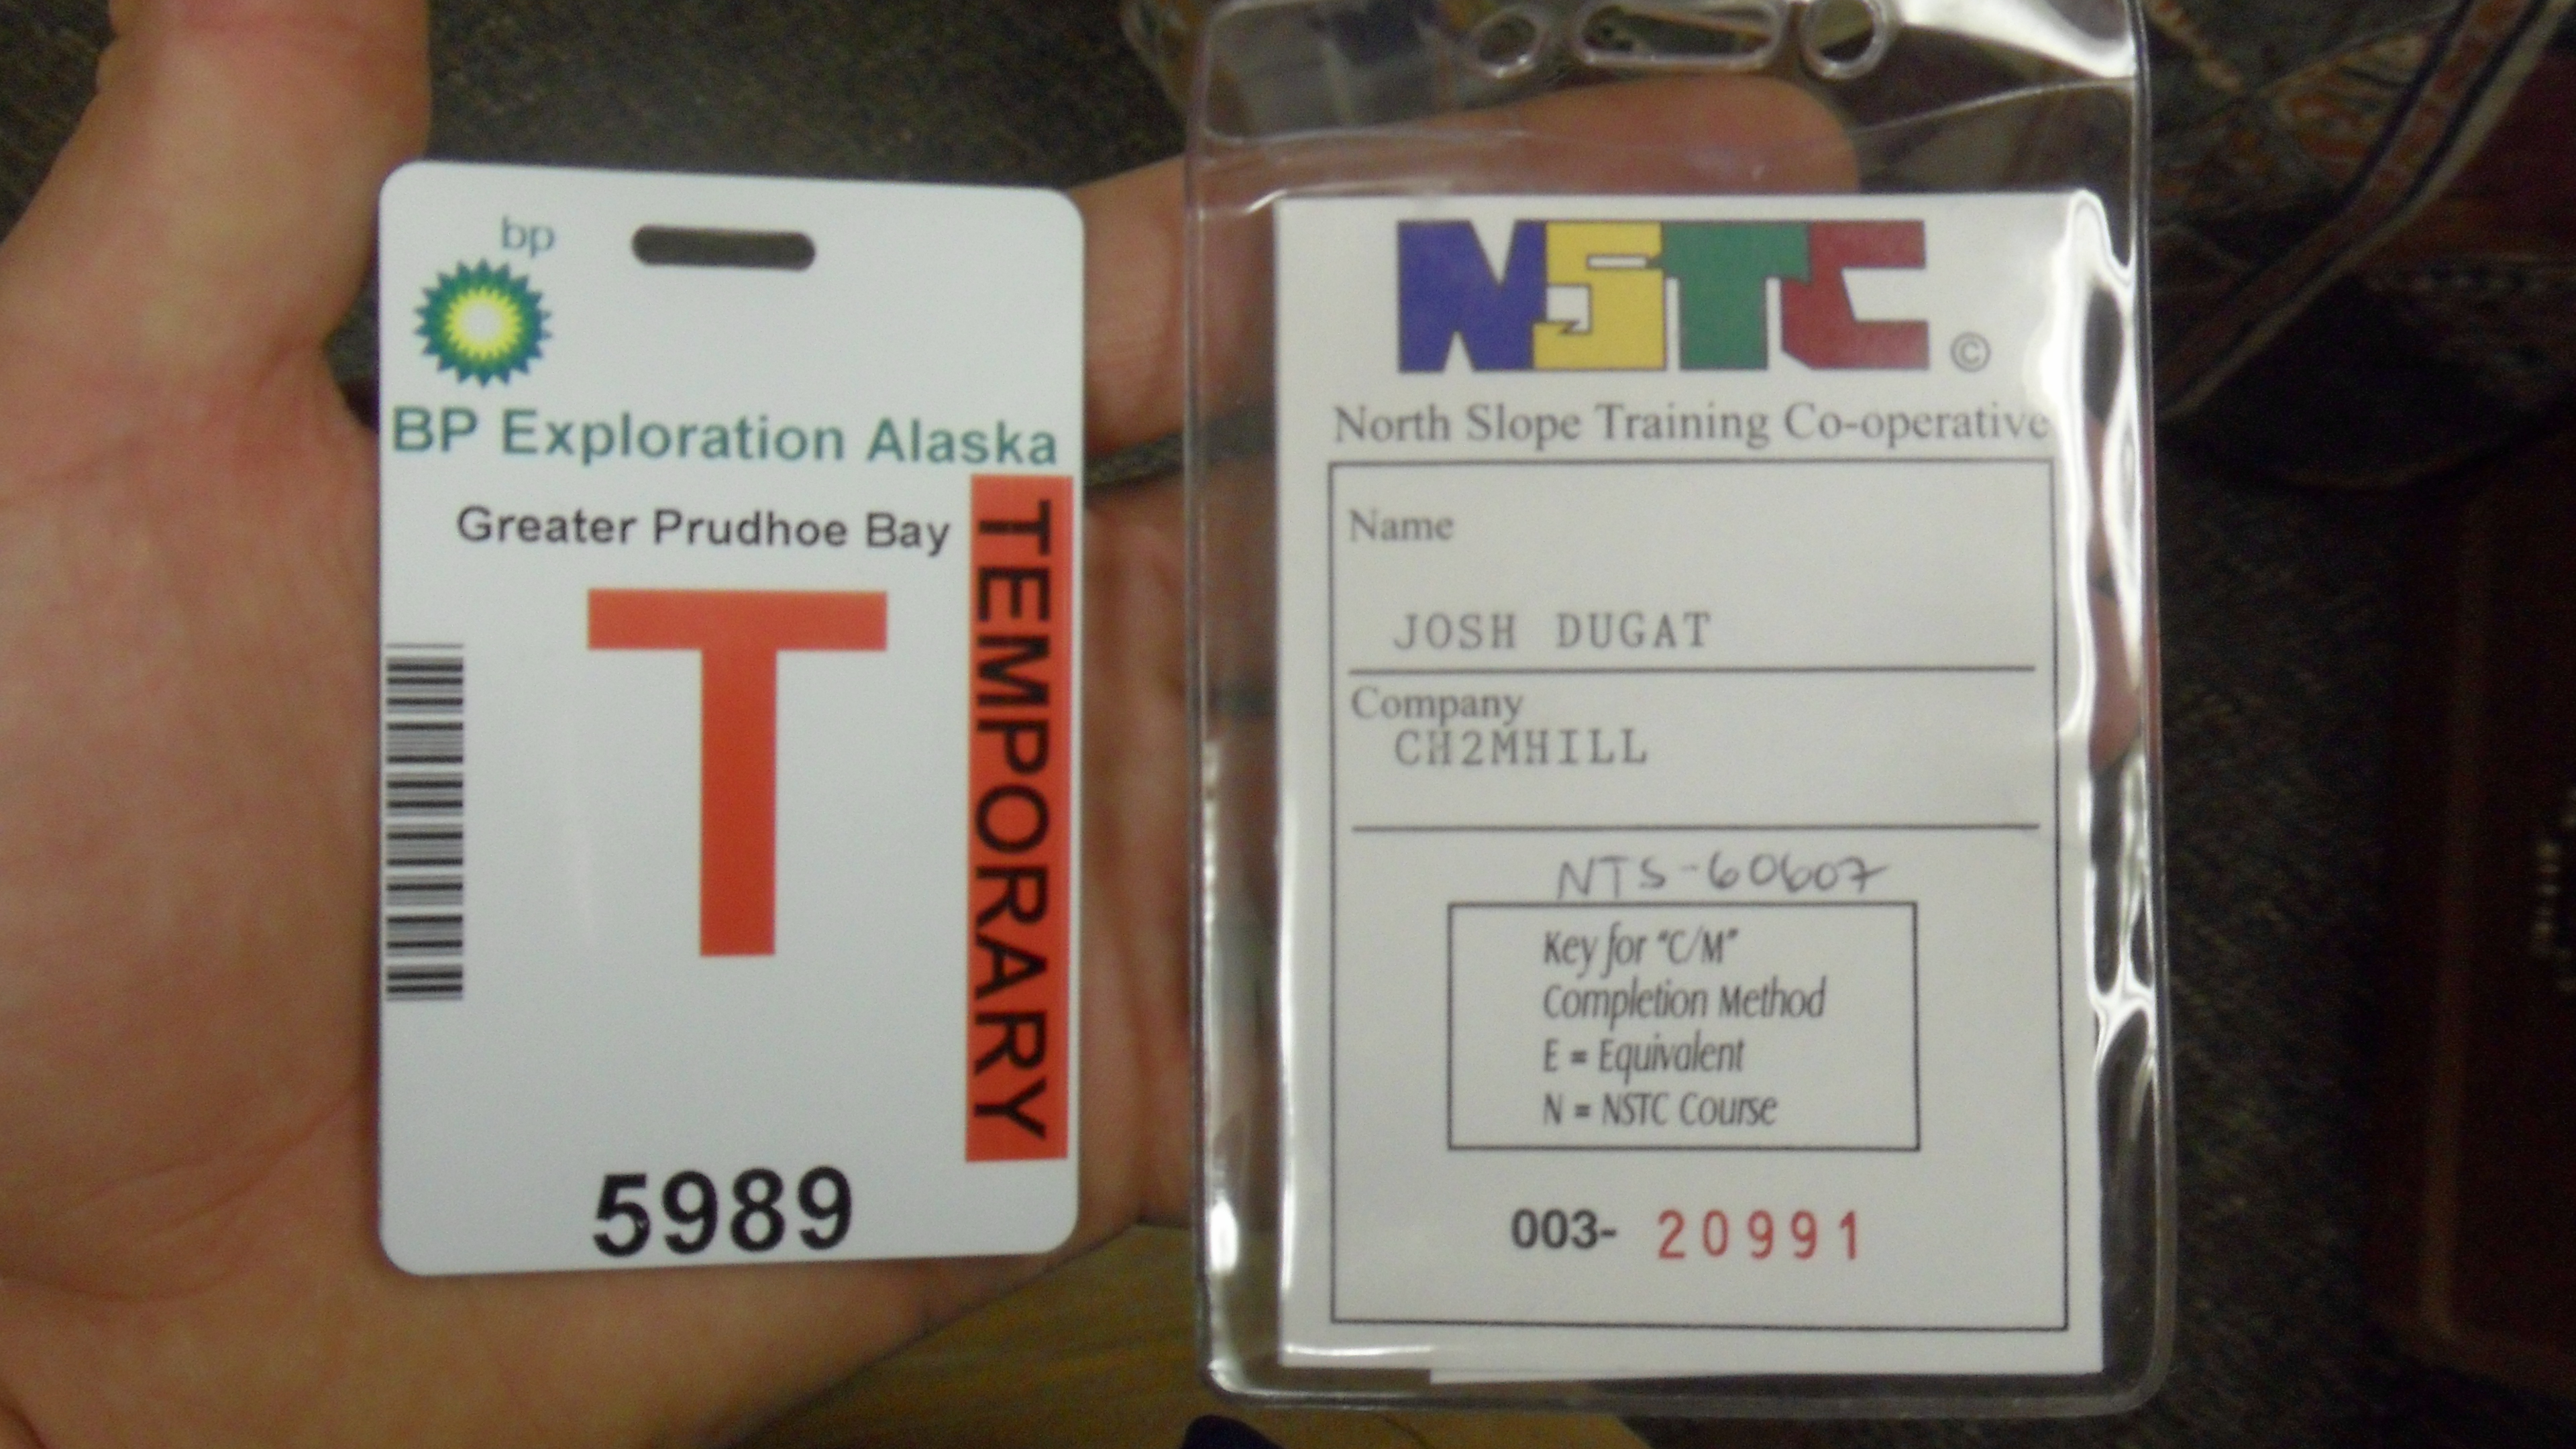 bp
BP Exploration Alaska
Greater Prudhoe Bay
TEMPORARY
T
5989
NSTC ©
North Slope Training Co-operative
Name
JOSH DUGAT
Company
CH2MHILL
NTS-60607
Key for "C/M"
Completion Method
E = Equivalent
N = NSTC Course
003- 20991